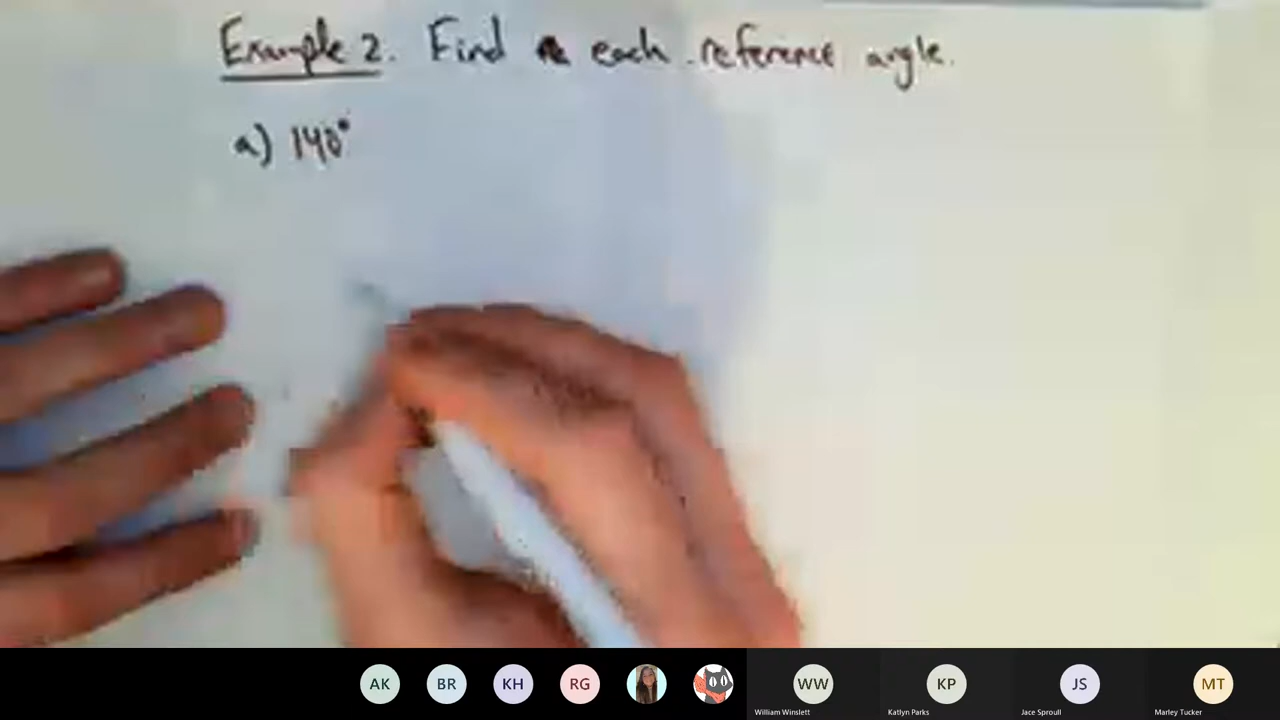 Example 2. Find each reference angle.
a) 140°
AK BR KH RG WW KP JS MT
William Winslett Katlyn Parks Jace Sproull Marley Tucker